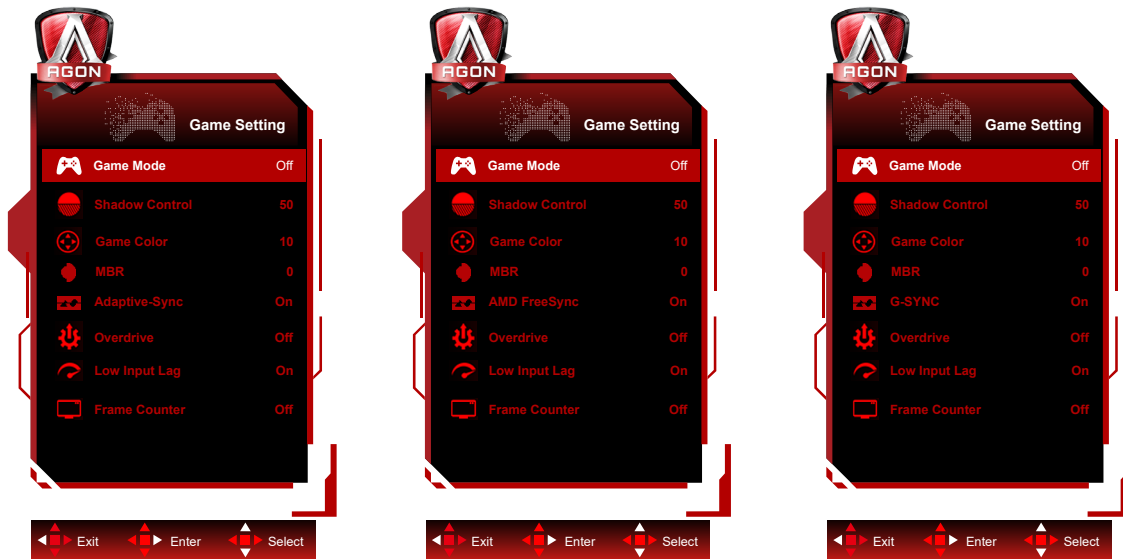 AGON
Game Setting
Game Mode Off
Shadow Control 50
Game Color 10
MBR 0
Adaptive-Sync On
Overdrive Off
Low Input Lag On
Frame Counter Off
Exit Enter Select
AGON
Game Setting
Game Mode Off
Shadow Control 50
Game Color 10
MBR 0
AMD FreeSync On
Overdrive Off
Low Input Lag On
Frame Counter Off
Exit Enter Select
AGON
Game Setting
Game Mode Off
Shadow Control 50
Game Color 10
MBR 0
G-SYNC On
Overdrive Off
Low Input Lag On
Frame Counter Off
Exit Enter Select